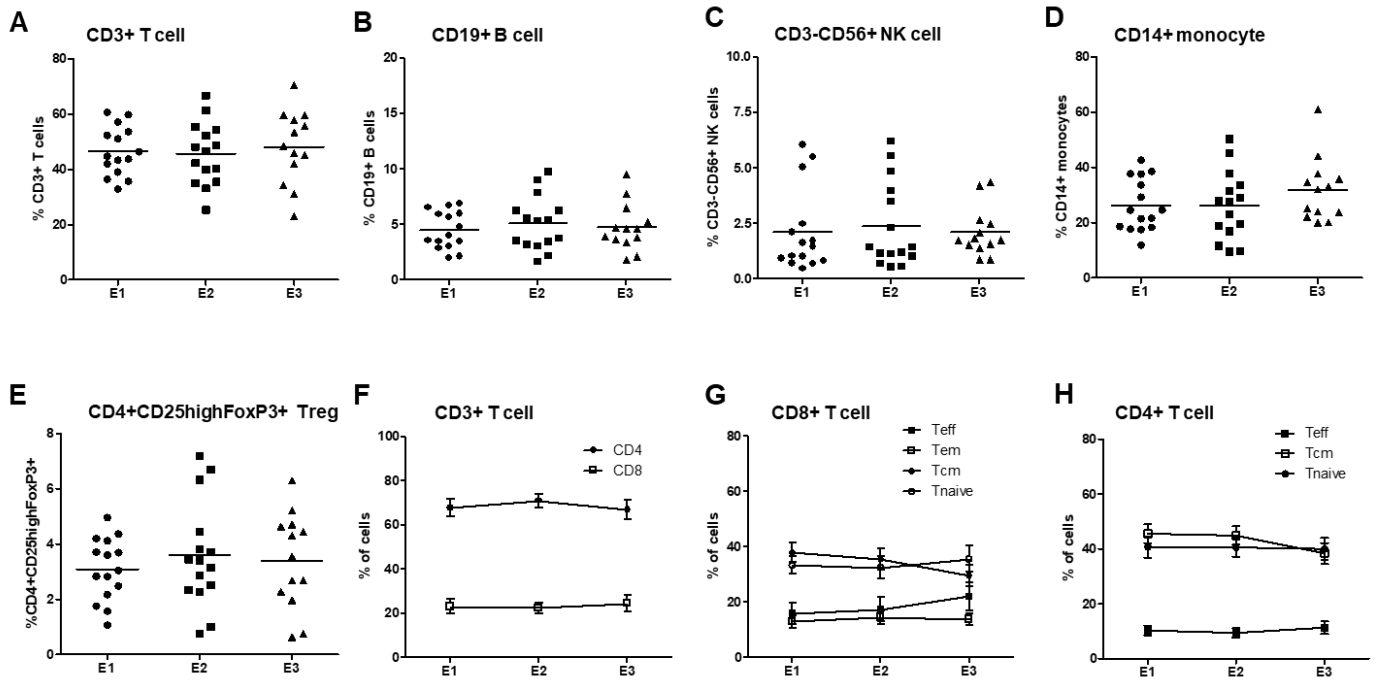 A
CD3+ T cell
% CD3+ T cells
80
60
40
20
0
E1 E2 E3
B
CD19+ B cell
% CD19+ B cells
20
15
10
5
0
E1 E2 E3
C
CD3-CD56+ NK cell
% CD3-CD56+ NK cells
10.0
7.5
5.0
2.5
0.0
E1 E2 E3
D
CD14+ monocyte
% CD14+ monocytes
80
60
40
20
0
E1 E2 E3
E
CD4+CD25highFoxP3+ Treg
%CD4+CD25highFoxP3+
8
6
4
2
0
E1 E2 E3
F
CD3+ T cell
% of cells
100
80
60
40
20
0
CD4
CD8
E1 E2 E3
G
CD8+ T cell
% of cells
80
60
40
20
0
Teff
Tem
Tcm
Tnaive
E1 E2 E3
H
CD4+ T cell
% of cells
80
60
40
20
0
Teff
Tcm
Tnaive
E1 E2 E3